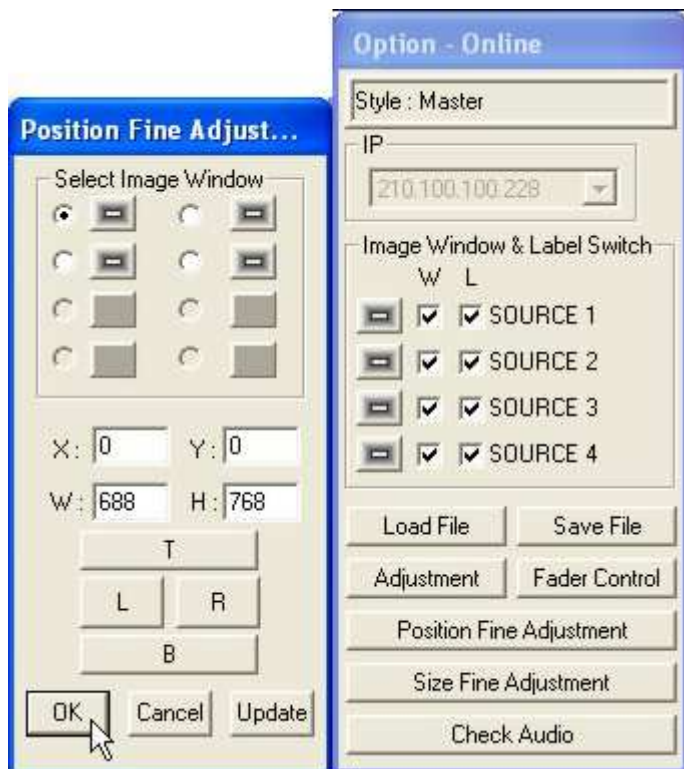 Position Fine Adjust...
Select Image Window
X: 0 Y: 0
W: 688 H: 768
T
L R
B
OK Cancel Update
Option - Online
Style : Master
IP
210.100.100.228
Image Window & Label Switch
W L
SOURCE 1
SOURCE 2
SOURCE 3
SOURCE 4
Load File Save File
Adjustment Fader Control
Position Fine Adjustment
Size Fine Adjustment
Check Audio